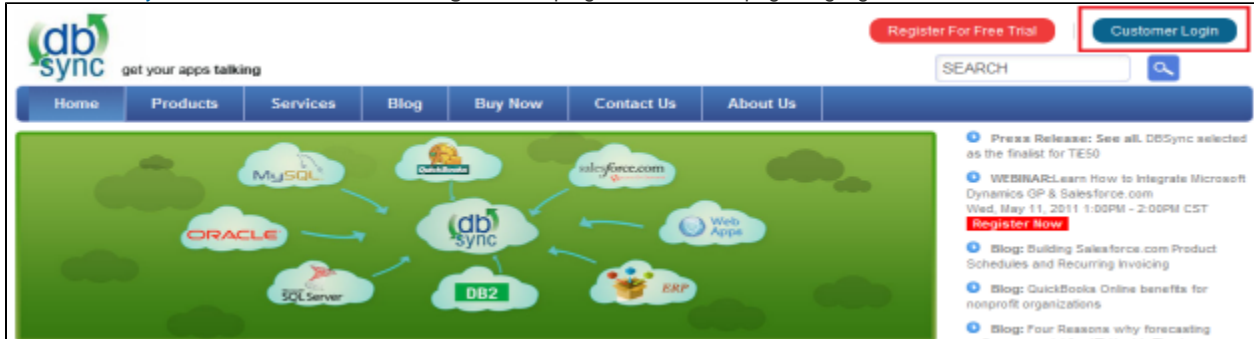 db
sync
get your apps talking
Register For Free Trial
Customer Login
SEARCH
Home Products Services Blog Buy Now Contact Us About Us
MySQL
QuickBooks
salesforce.com
ORACLE
db
sync
Web
Apps
SQL Server
DB2
ERP
Press Release: See all. DBSync selected
as the finalist for TiE50
WEBINAR:Learn How to Integrate Microsoft
Dynamics GP & Salesforce.com
Wed, May 11, 2011 1:00PM - 2:00PM CST
Register Now
Blog: Building Salesforce.com Product
Schedules and Recurring Invoicing
Blog: QuickBooks Online benefits for
nonprofit organizations
Blog: Four Reasons why forecasting